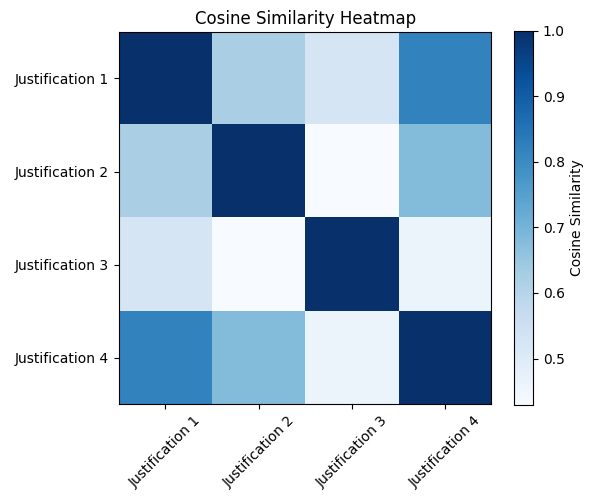 Cosine Similarity Heatmap
Justification 1
Justification 2
Justification 3
Justification 4
Justification 1
Justification 2
Justification 3
Justification 4
1.0
0.9
0.8
0.7
0.6
0.5
Cosine Similarity